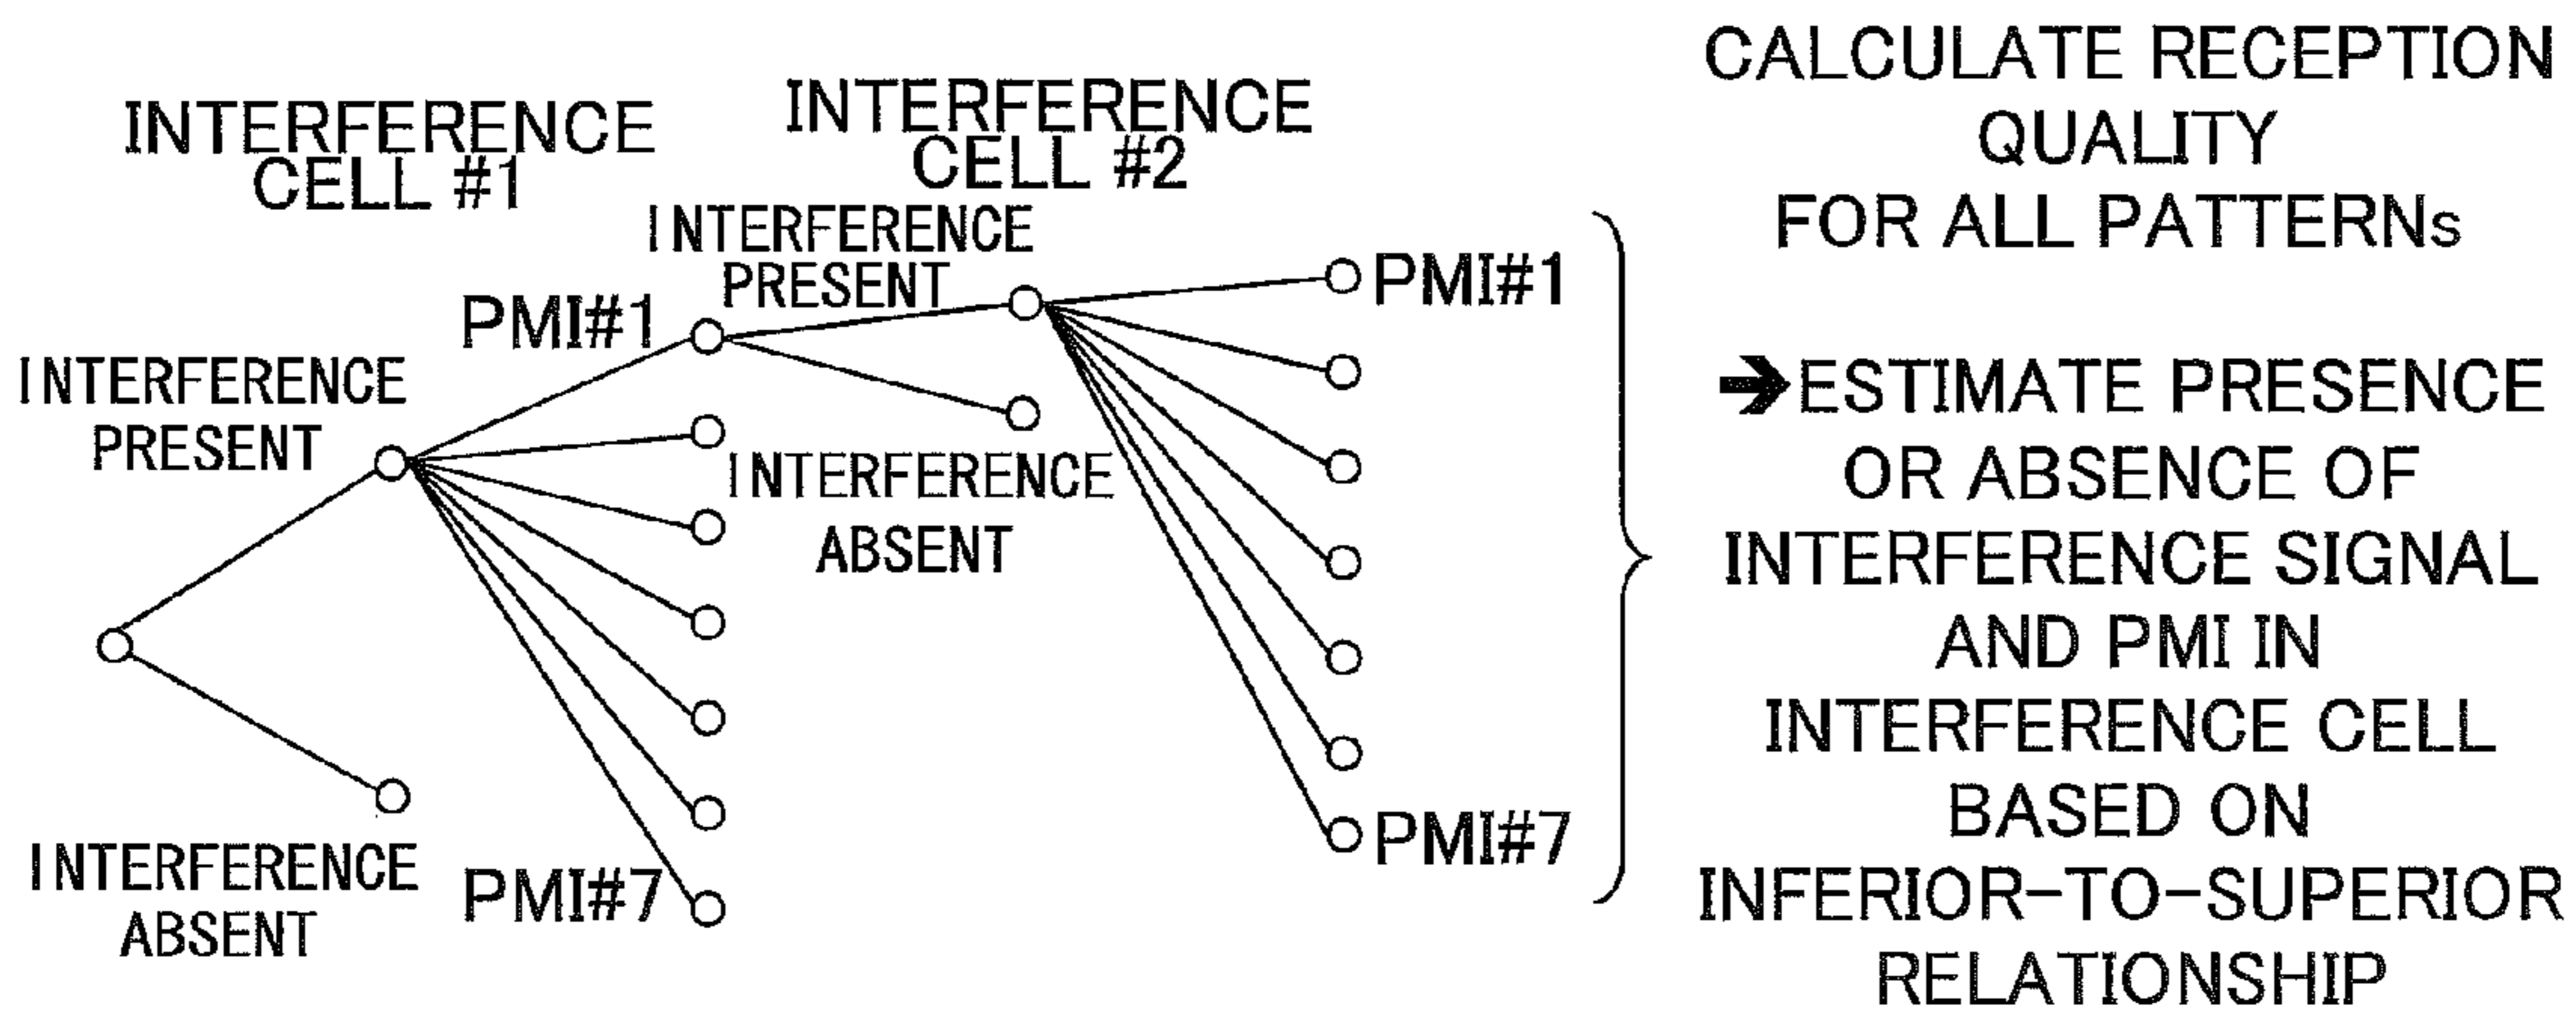 INTERFERENCE
CELL #1
INTERFERENCE
CELL #2
INTERFERENCE
PRESENT
PMI#1
INTERFERENCE
PRESENT
PMI#1
INTERFERENCE
ABSENT
INTERFERENCE
ABSENT
PMI#7
PMI#7
CALCULATE RECEPTION
QUALITY
FOR ALL PATTERNs
➔ESTIMATE PRESENCE
OR ABSENCE OF
INTERFERENCE SIGNAL
AND PMI IN
INTERFERENCE CELL
BASED ON
INFERIOR-TO-SUPERIOR
RELATIONSHIP